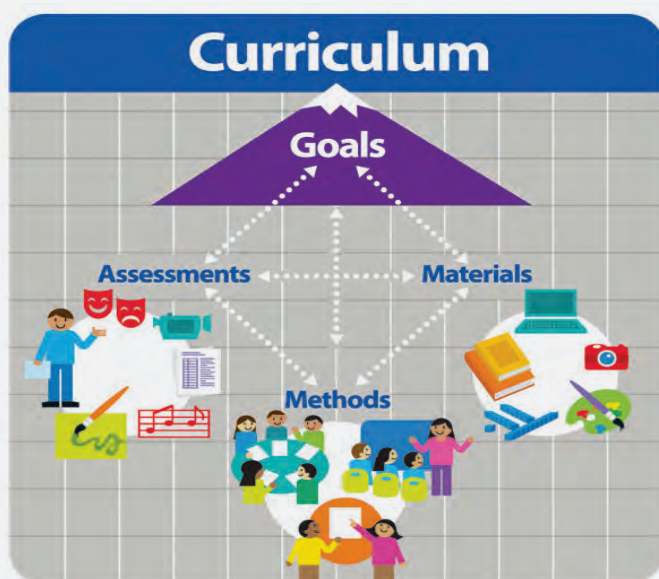 Curriculum
Goals
Assessments
Materials
Methods